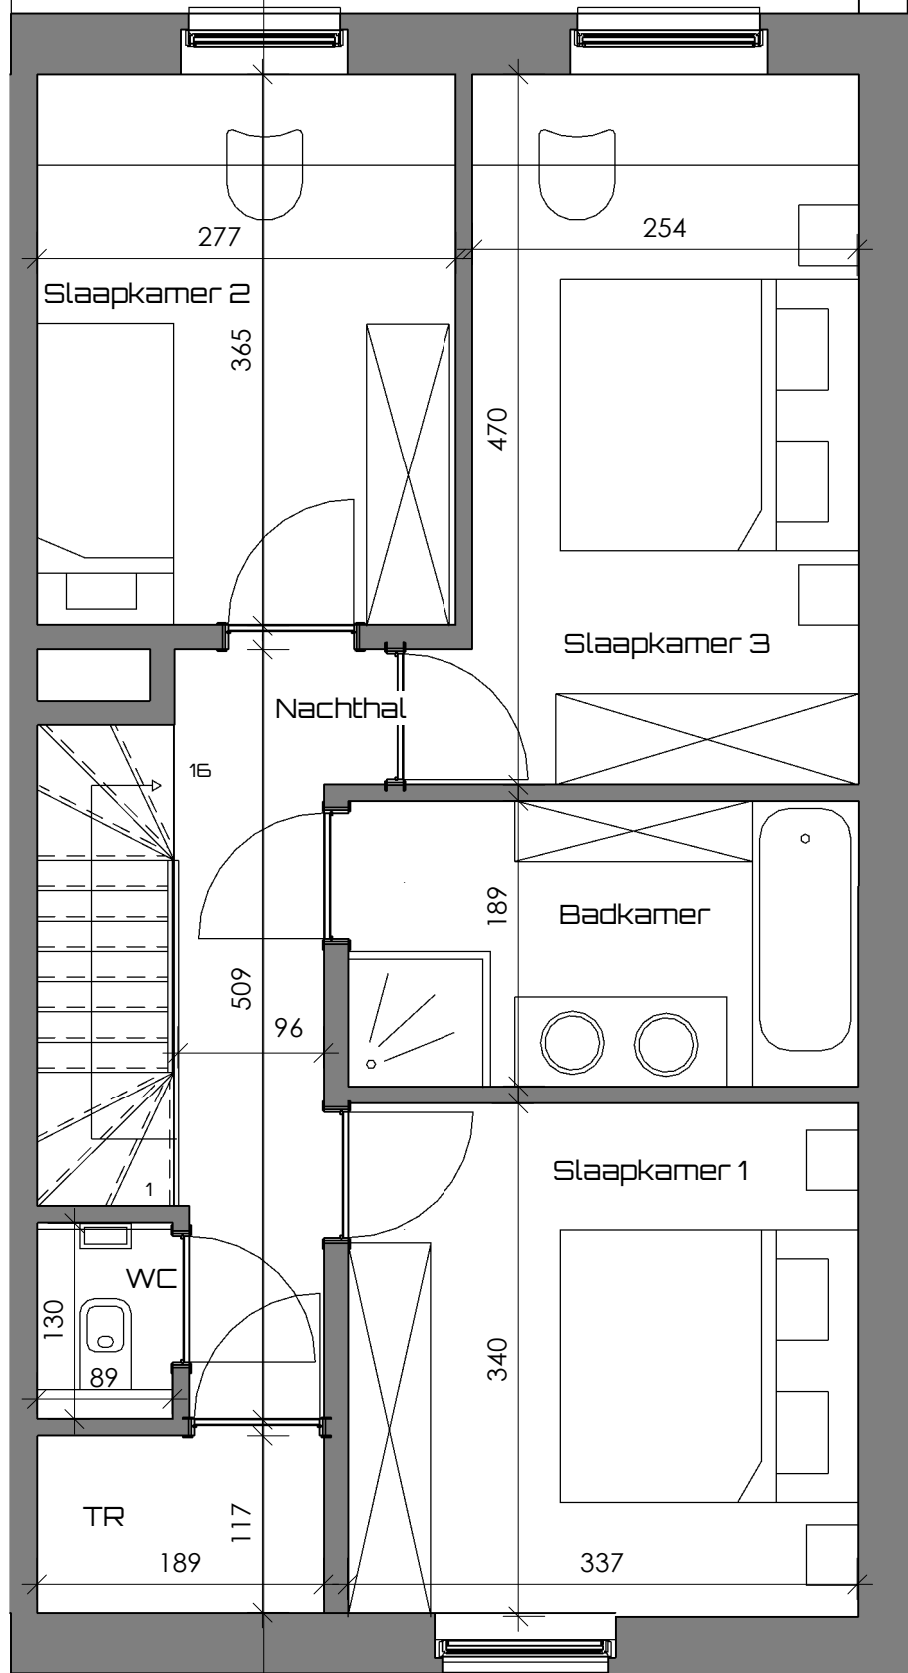 277
254
Slaapkamer 2
365
470
Slaapkamer 3
Nachthal
16
189
Badkamer
509
96
Slaapkamer 1
1
WC
130
89
340
TR
117
189
337